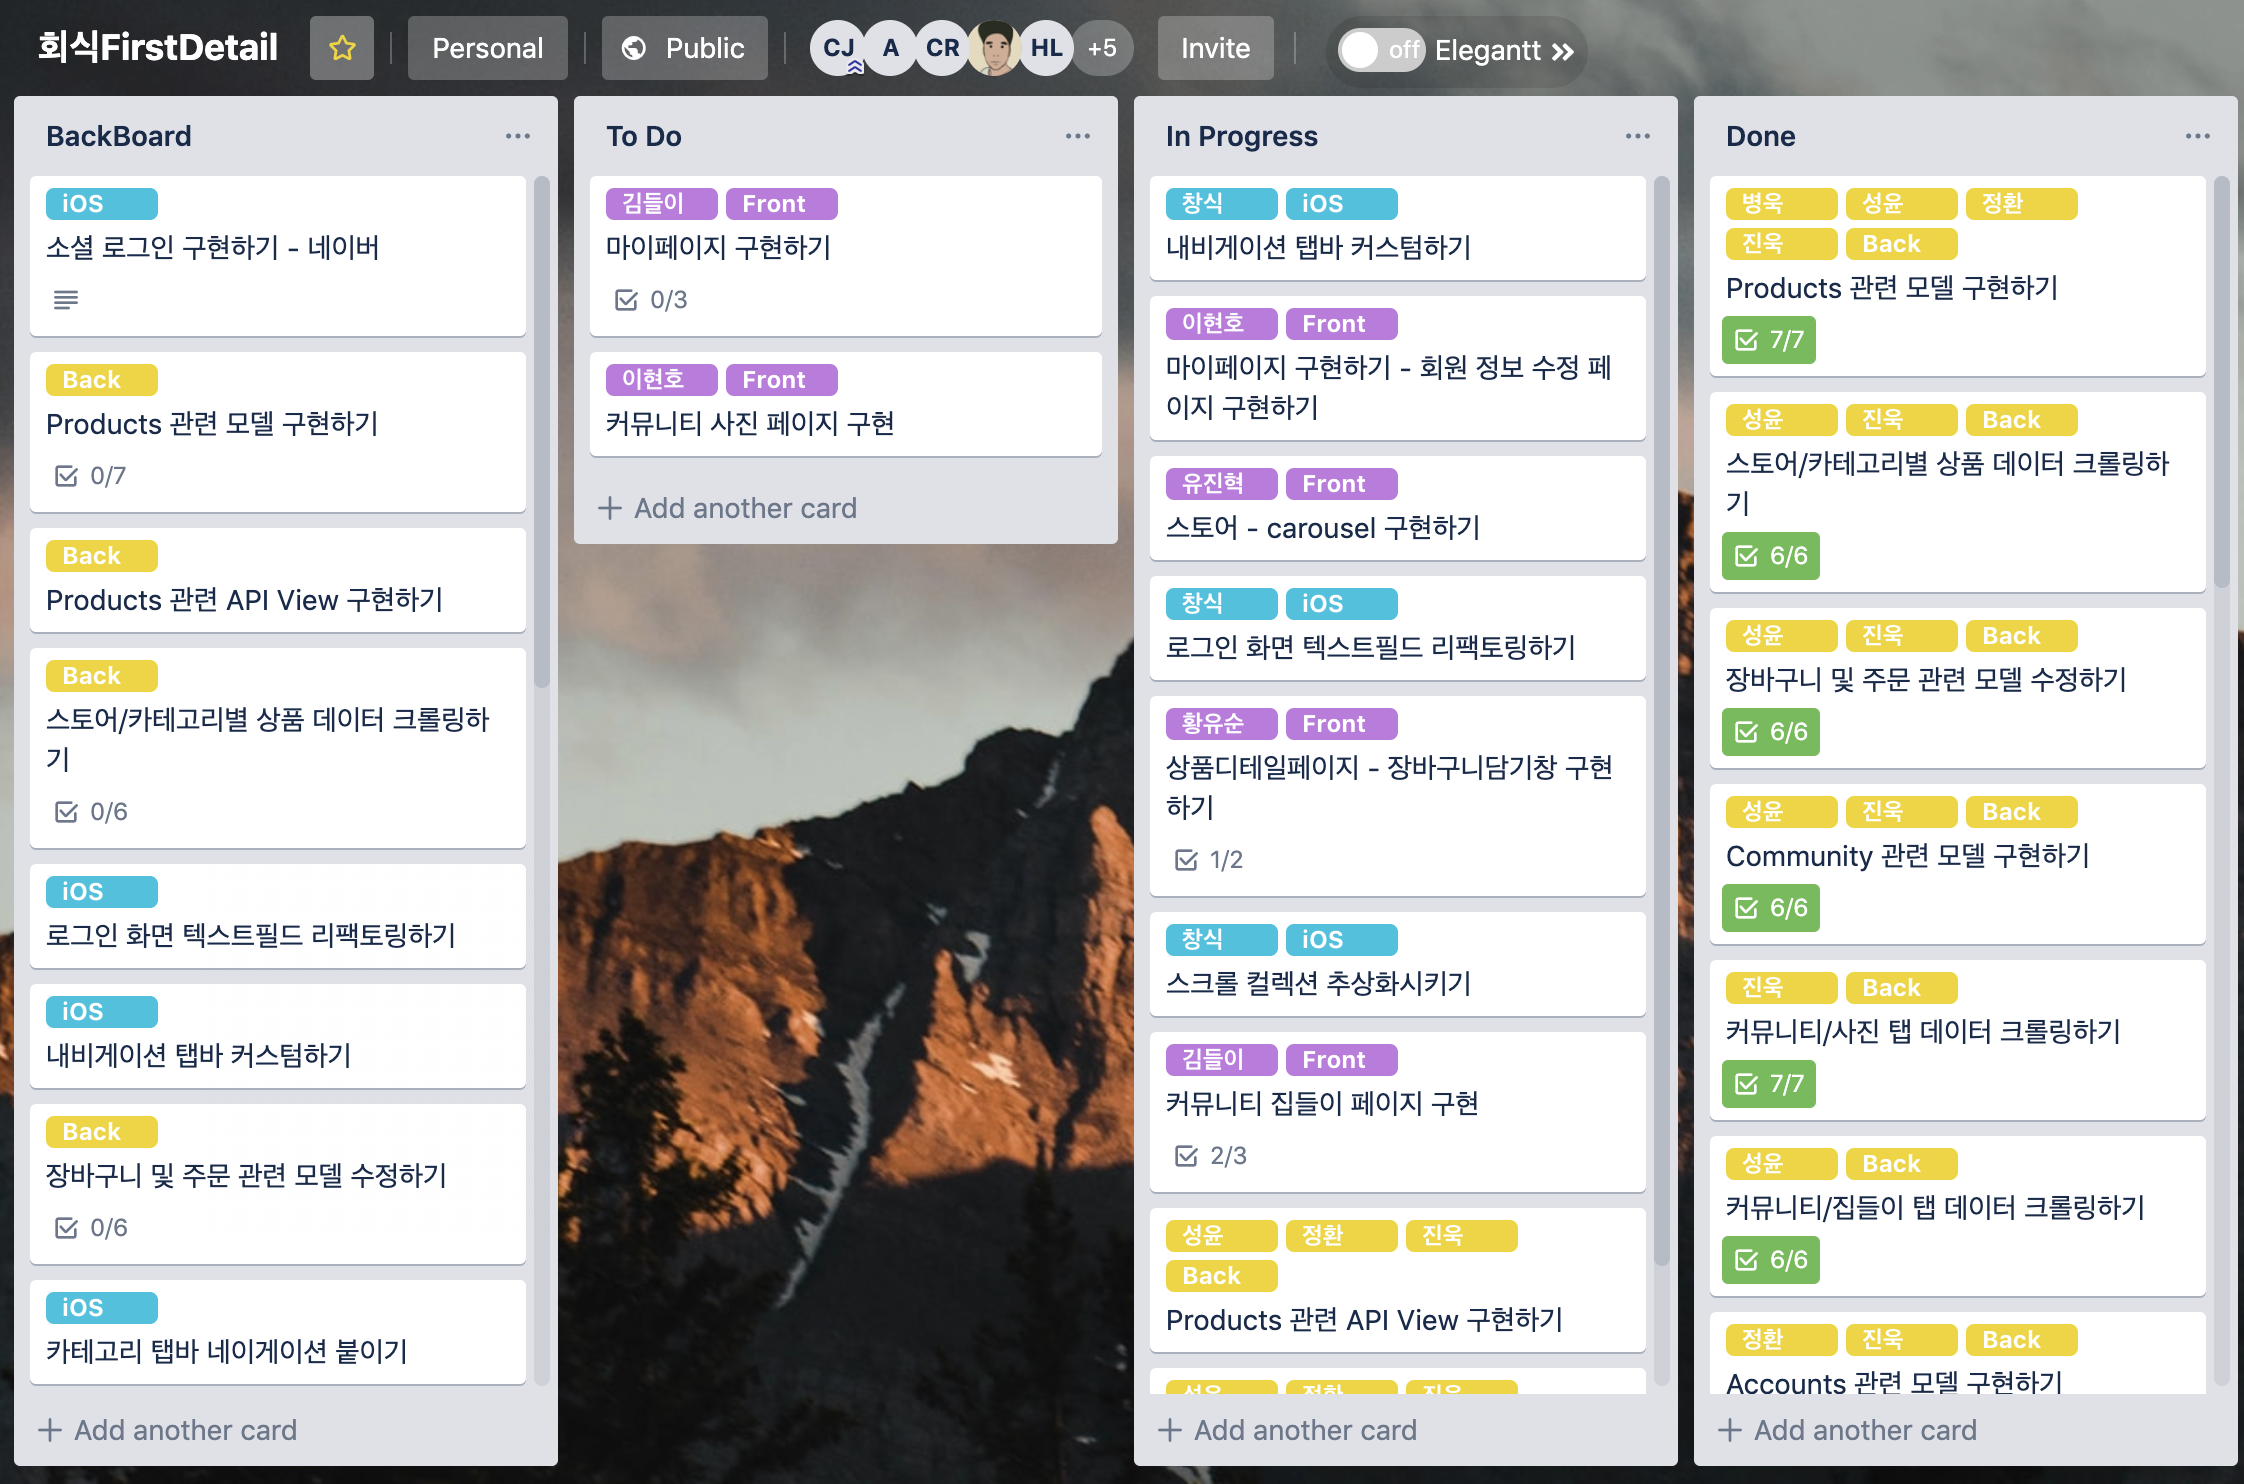 회식FirstDetail
Personal
Public
CJ A CR HL +5
Invite
off Elegantt
BackBoard
iOS
소셜 로그인 구현하기 - 네이버
Back
Products 관련 모델 구현하기
0/7
Back
Products 관련 API View 구현하기
Back
스토어/카테고리별 상품 데이터 크롤링하
기
0/6
iOS
로그인 화면 텍스트필드 리팩토링하기
iOS
내비게이션 탭바 커스텀하기
Back
장바구니 및 주문 관련 모델 수정하기
0/6
iOS
카테고리 탭바 네이게이션 붙이기
Add another card
To Do
김들이 Front
마이페이지 구현하기
0/3
이현호 Front
커뮤니티 사진 페이지 구현
Add another card
In Progress
창식 iOS
내비게이션 탭바 커스텀하기
이현호 Front
마이페이지 구현하기 - 회원 정보 수정 페
이지 구현하기
유진혁 Front
스토어 - carousel 구현하기
창식 iOS
로그인 화면 텍스트필드 리팩토링하기
황유순 Front
상품디테일페이지 - 장바구니담기창 구현
하기
1/2
창식 iOS
스크롤 컬렉션 추상화시키기
김들이 Front
커뮤니티 집들이 페이지 구현
2/3
성윤 정환 진욱
Back
Products 관련 API View 구현하기
성윤 정환 진욱
Add another card
Done
병욱 성윤 정환
진욱 Back
Products 관련 모델 구현하기
7/7
성윤 진욱 Back
스토어/카테고리별 상품 데이터 크롤링하
기
6/6
성윤 진욱 Back
장바구니 및 주문 관련 모델 수정하기
6/6
성윤 진욱 Back
Community 관련 모델 구현하기
6/6
진욱 Back
커뮤니티/사진 탭 데이터 크롤링하기
7/7
성윤 Back
커뮤니티/집들이 탭 데이터 크롤링하기
6/6
정환 진욱 Back
Accounts 관련 모델 구현하기
Add another card